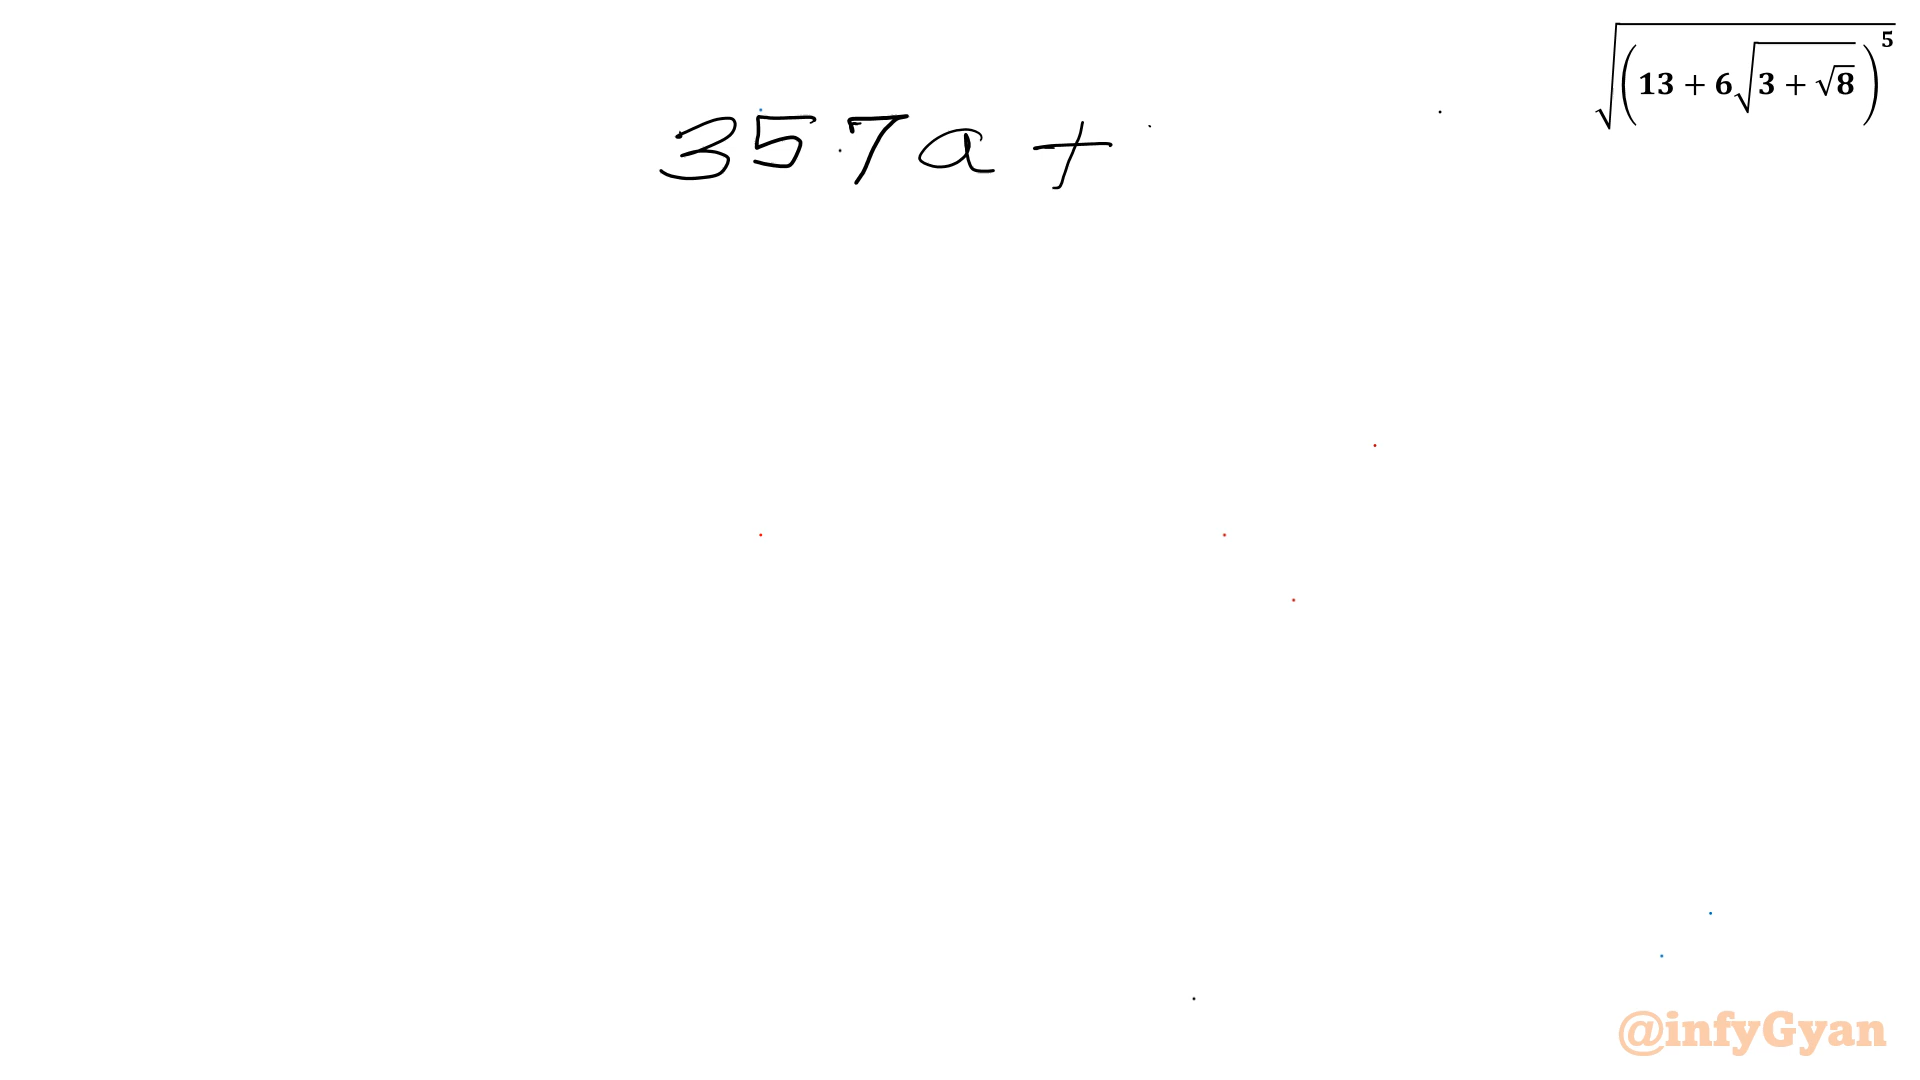 √((13 + 6√(3 + √8))^5)
357a +
@infyGyan